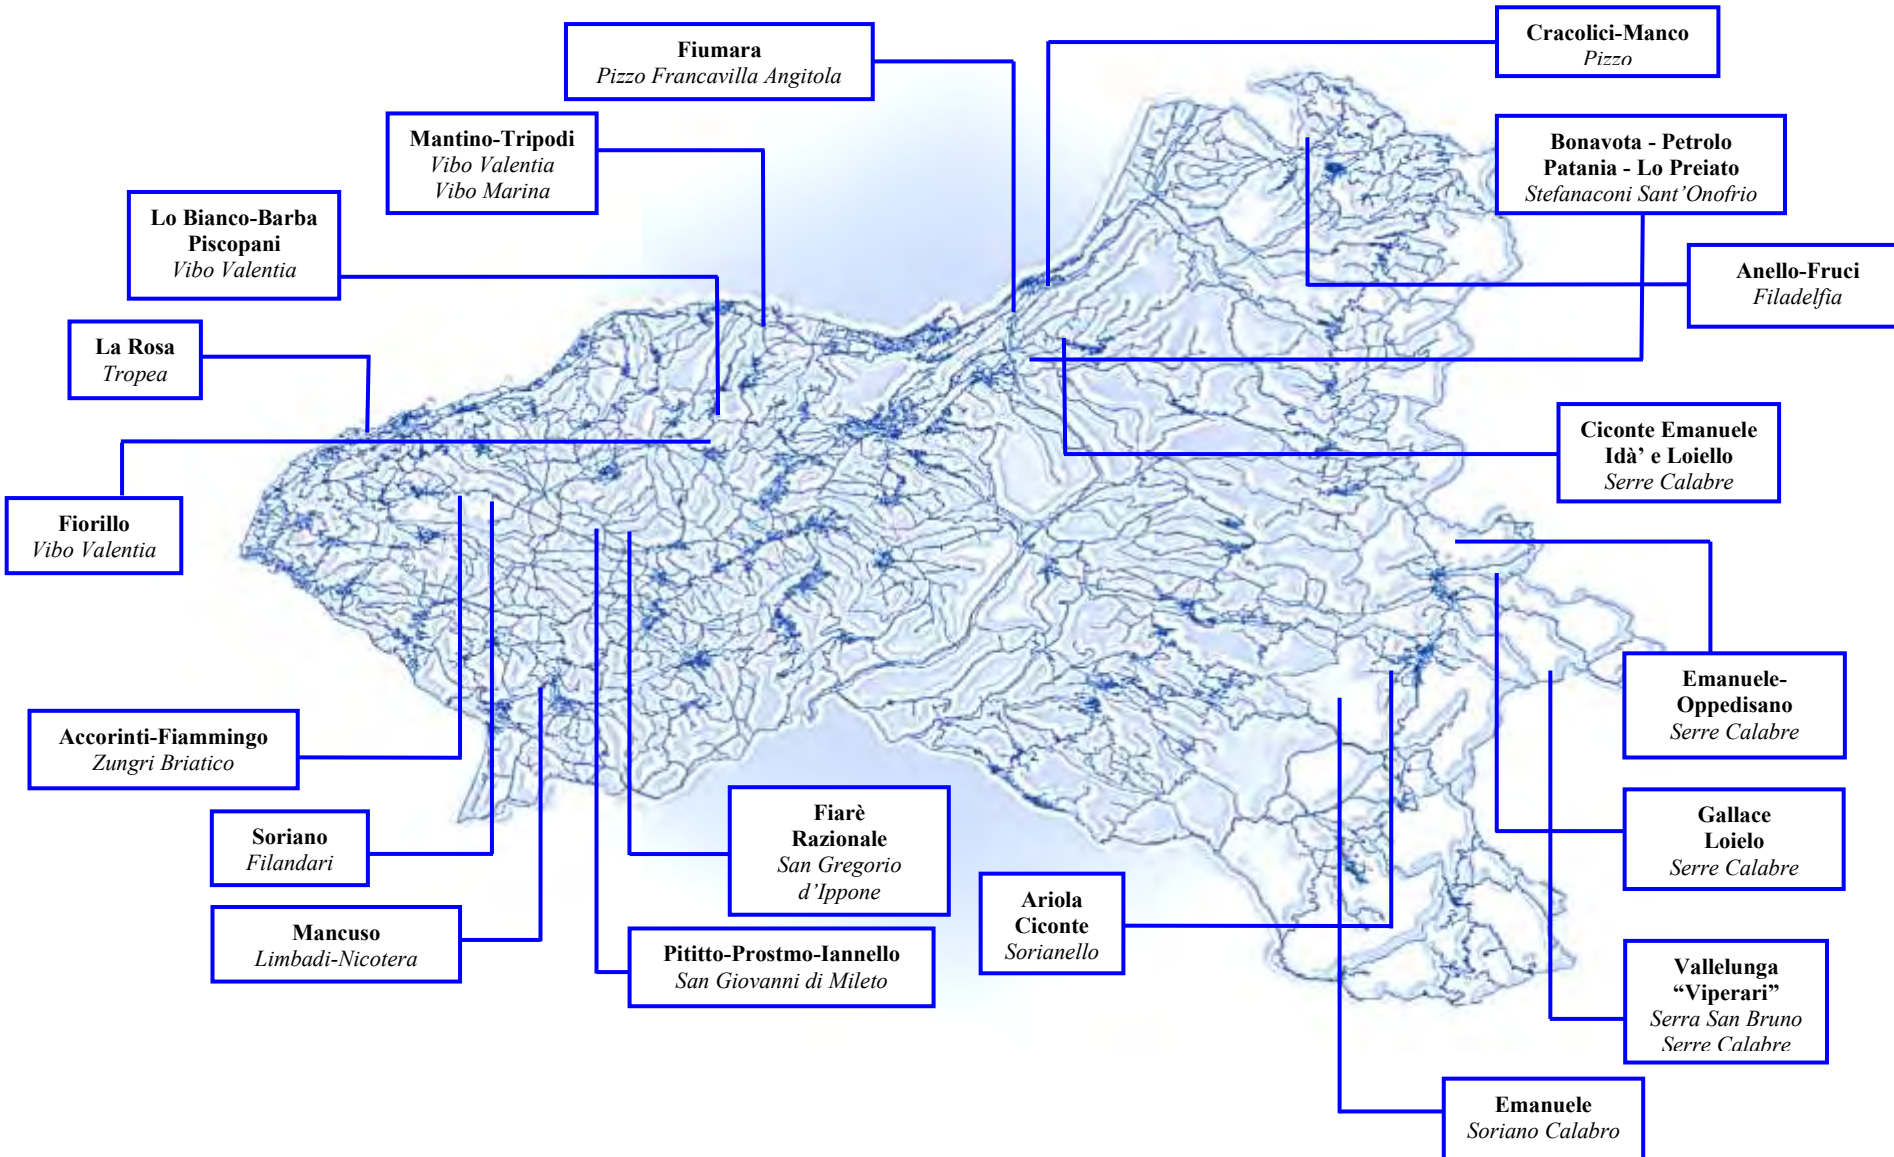 Cracolici-Manco
Pizzo
Fiumara
Pizzo Francavilla Angitola
Mantino-Tripodi
Vibo Valentia
Vibo Marina
Bonavota - Petrolo
Patania - Lo Preiato
Stefanaconi Sant'Onofrio
Lo Bianco-Barba
Piscopani
Vibo Valentia
Anello-Fruci
Filadelfia
La Rosa
Tropea
Ciconte Emanuele
Idà' e Loiello
Serre Calabre
Fiorillo
Vibo Valentia
Emanuele-
Oppedisano
Serre Calabre
Accorinti-Fiammingo
Zungri Briatico
Fiarè
Razionale
San Gregorio
d'Ippone
Gallace
Loielo
Serre Calabre
Soriano
Filandari
Ariola
Ciconte
Sorianello
Mancuso
Limbadi-Nicotera
Pititto-Prostmo-Iannello
San Giovanni di Mileto
Vallelunga
“Viperari”
Serra San Bruno
Serre Calabre
Emanuele
Soriano Calabro